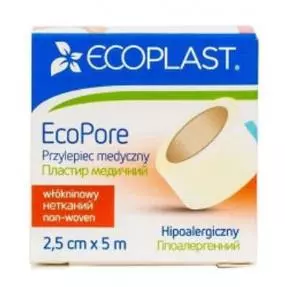 ECOPLAST®
EcoPore
Przylepiec medyczny
Пластир медичний
włókninowy
нетканий
non-woven
Hipoalergiczny
Гіпоалергенний
2,5 cm x 5 m